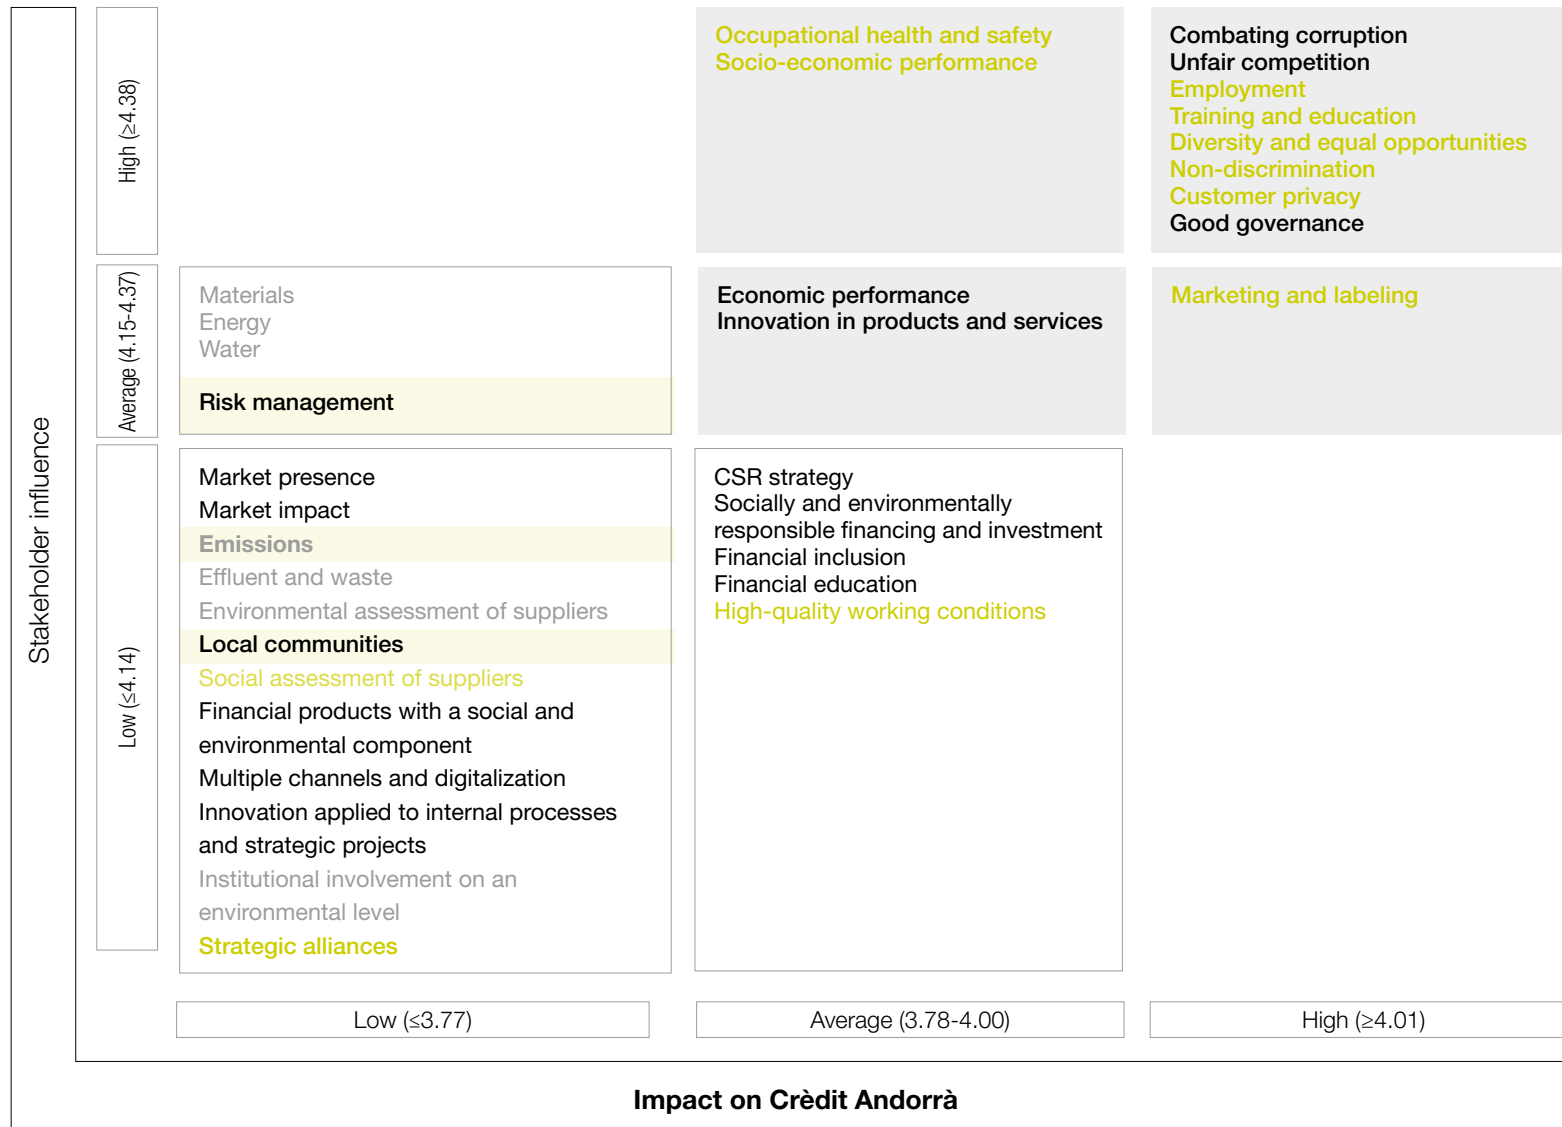 Stakeholder influence
High (≥4.38)
Occupational health and safety
Socio-economic performance
Combating corruption
Unfair competition
Employment
Training and education
Diversity and equal opportunities
Non-discrimination
Customer privacy
Good governance
Average (4.15-4.37)
Materials
Energy
Water
Risk management
Economic performance
Innovation in products and services
Marketing and labeling
Low (≤4.14)
Market presence
Market impact
Emissions
Effluent and waste
Environmental assessment of suppliers
Local communities
Social assessment of suppliers
Financial products with a social and
environmental component
Multiple channels and digitalization
Innovation applied to internal processes
and strategic projects
Institutional involvement on an
environmental level
Strategic alliances
CSR strategy
Socially and environmentally
responsible financing and investment
Financial inclusion
Financial education
High-quality working conditions
Low (≤3.77)
Average (3.78-4.00)
High (≥4.01)
Impact on Crèdit Andorrà